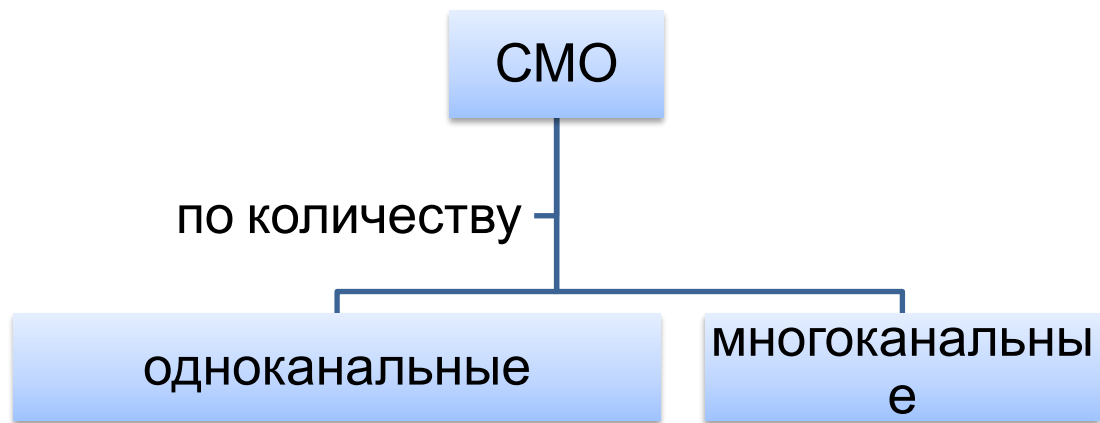 СМО
по количеству
одноканальные
многоканальны
е